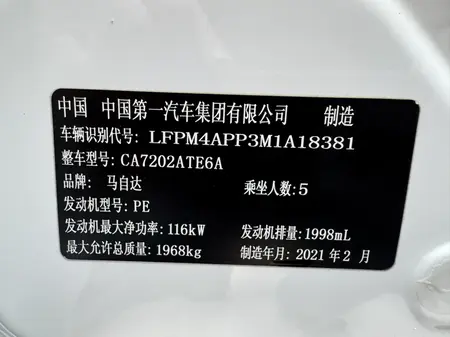 中国 中国第一汽车集团有限公司 制造
车辆识别代号: LFPM4APP3M1A18381
整车型号: CA7202ATE6A
品牌: 马自达 乘坐人数: 5
发动机型号: PE
发动机最大净功率: 116kW 发动机排量: 1998mL
最大允许总质量: 1968kg 制造年月: 2021 年 2 月